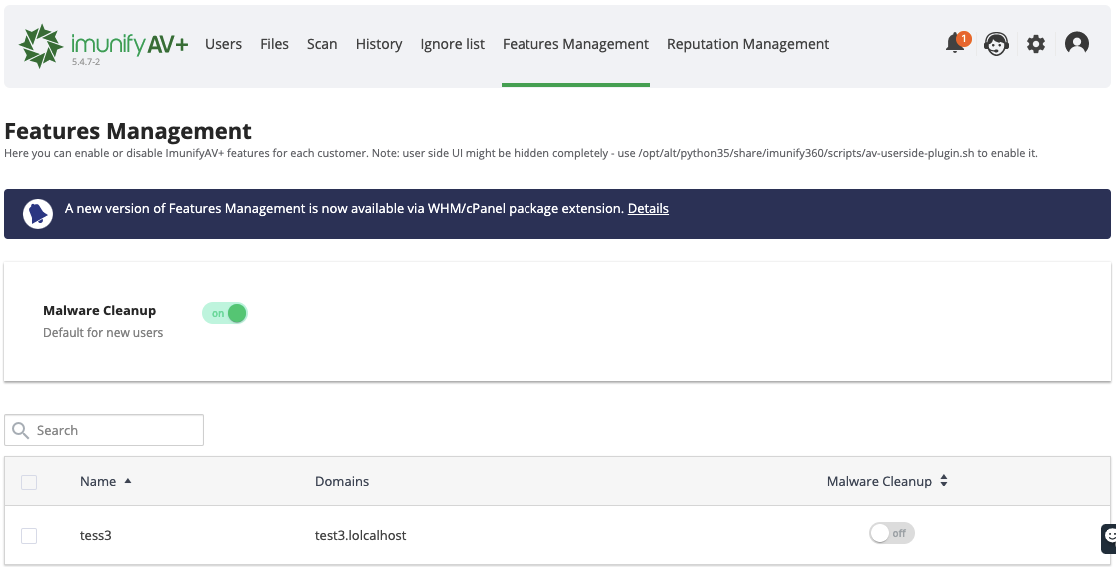 imunifyAV+ Users Files Scan History Ignore list Features Management Reputation Management 1
5.4.7-2
Features Management
Here you can enable or disable ImunifyAV+ features for each customer. Note: user side UI might be hidden completely - use /opt/alt/python35/share/imunify360/scripts/av-userside-plugin.sh to enable it.
A new version of Features Management is now available via WHM/cPanel package extension. Details
Malware Cleanup on
Default for new users
Search
Name Domains Malware Cleanup
tess3 test3.lolcalhost off